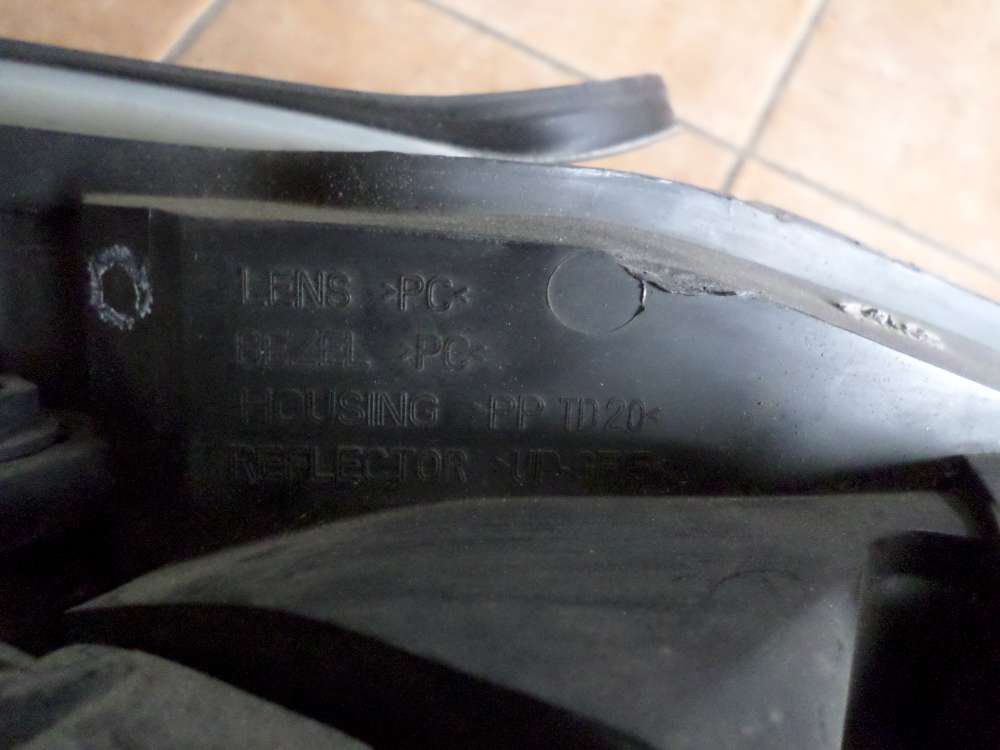 LENS >PC<
BEZEL >PC<
HOUSING >PP TD20<
REFLECTOR